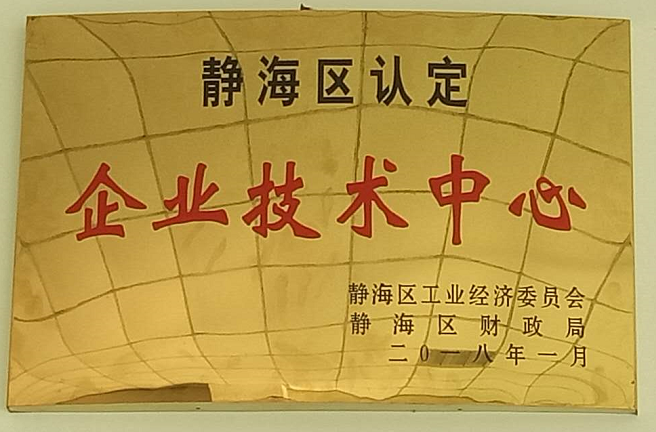 静海区认定
企业技术中心
静海区工业经济委员会
静海区财政局
二〇一八年一月